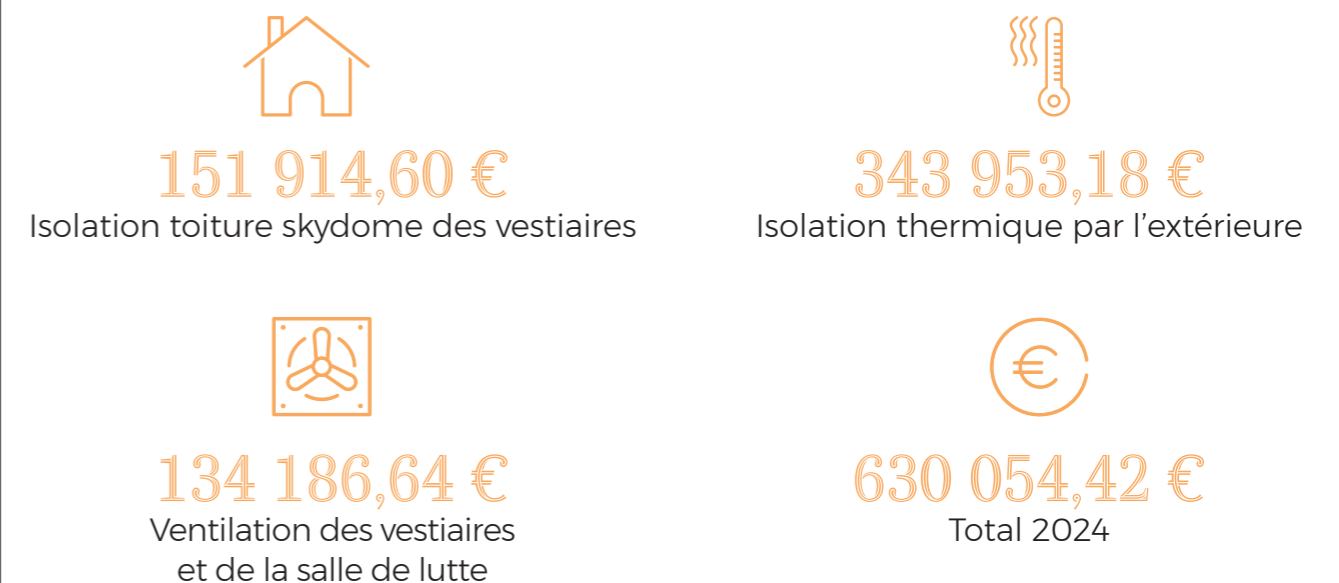 151 914,60 €
Isolation toiture skydome des vestiaires
343 953,18 €
Isolation thermique par l’extérieure
134 186,64 €
Ventilation des vestiaires
et de la salle de lutte
630 054,42 €
Total 2024